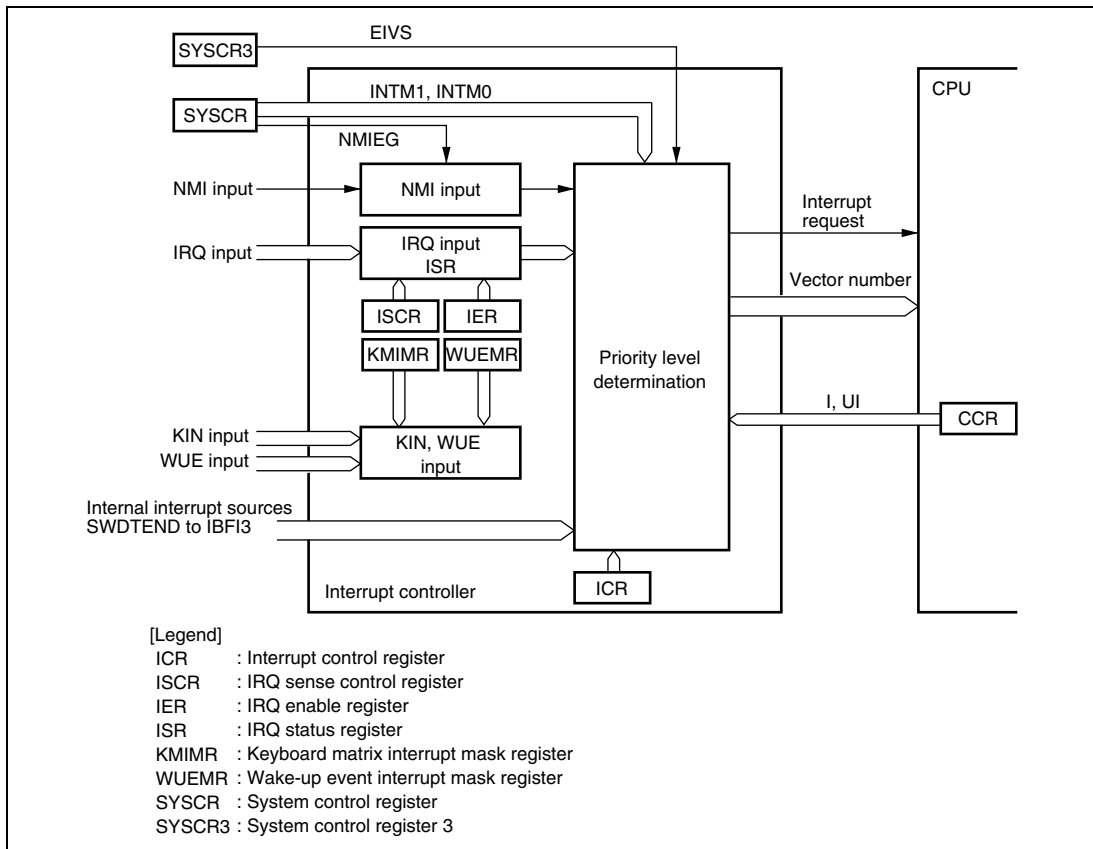 EIVS
SYSCR3
INTM1, INTM0
CPU
SYSCR
NMIEG
NMI input
NMI input
Interrupt
request
IRQ input
IRQ input
ISR
Vector number
ISCR
IER
KMIMR
WUEMR
Priority level
determination
I, UI
CCR
KIN input
WUE input
KIN, WUE
input
Internal interrupt sources
SWDTEND to IBFI3
ICR
Interrupt controller
[Legend]
ICR : Interrupt control register
ISCR : IRQ sense control register
IER : IRQ enable register
ISR : IRQ status register
KMIMR : Keyboard matrix interrupt mask register
WUEMR : Wake-up event interrupt mask register
SYSCR : System control register
SYSCR3 : System control register 3